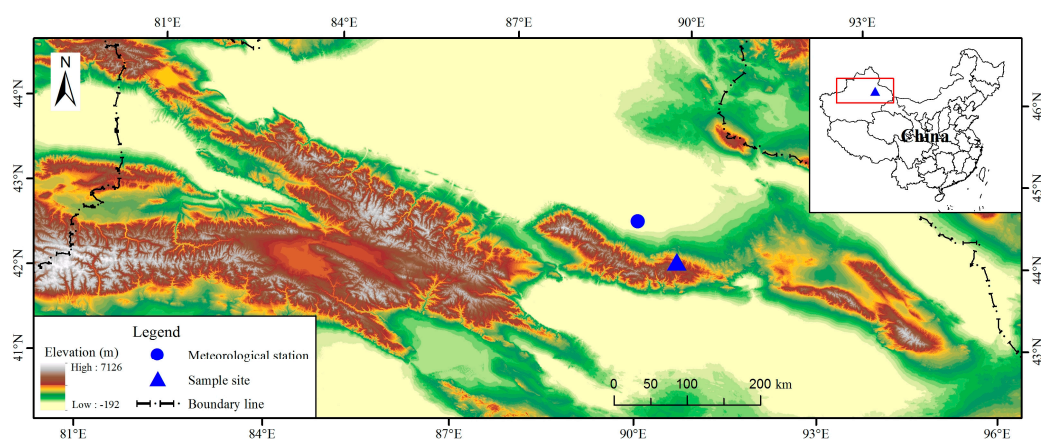 81°E 84°E 87°E 90°E 93°E
N
44°N
43°N
42°N
41°N
46°N
45°N
44°N
43°N
China
Legend
Elevation (m)
High : 7126
Low : -192
Meteorological station
Sample site
Boundary line
0 50 100 200 km
81°E 84°E 87°E 90°E 93°E 96°E